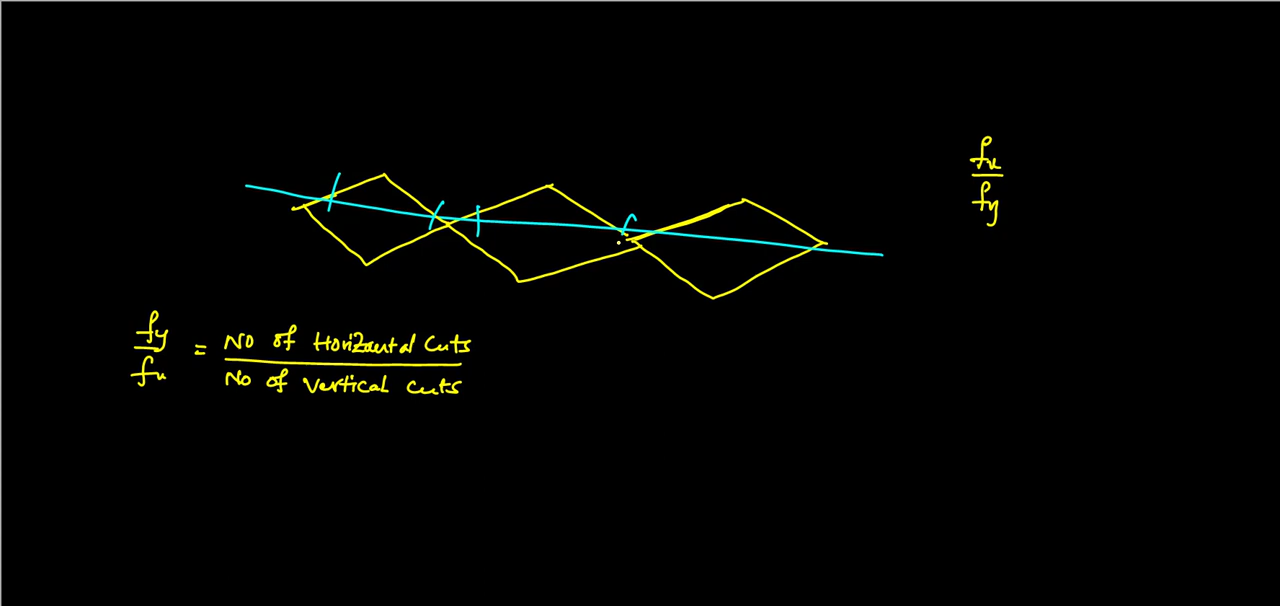 fx
fy
fy
fx
= No of Horizontal Cuts
No of vertical cuts